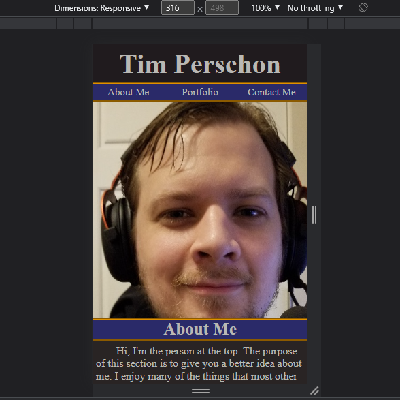 Dimensions: Responsive ▼ 316 x 498 100% ▼ No throttling ▼
Tim Perschon
About Me Portfolio Contact Me
About Me
Hi, I'm the person at the top. The purpose
of this section is to give you a better idea about
me. I enjoy many of the things that most other